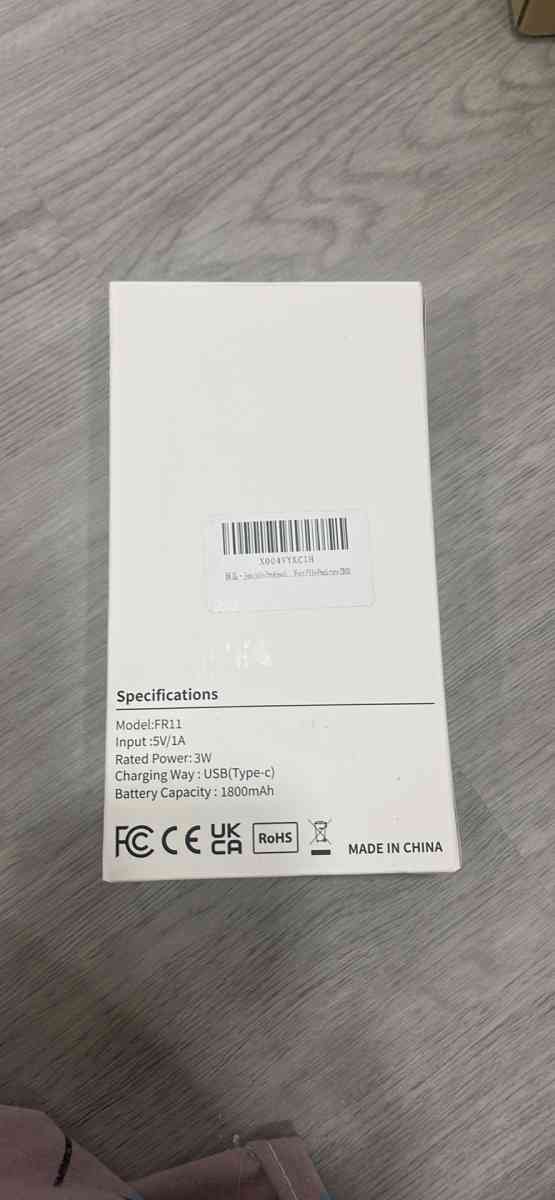 X004VYXC1H
Specifications
Model:FR11
Input :5V/1A
Rated Power: 3W
Charging Way : USB(Type-c)
Battery Capacity : 1800mAh
FC CE UK CA RoHS
MADE IN CHINA